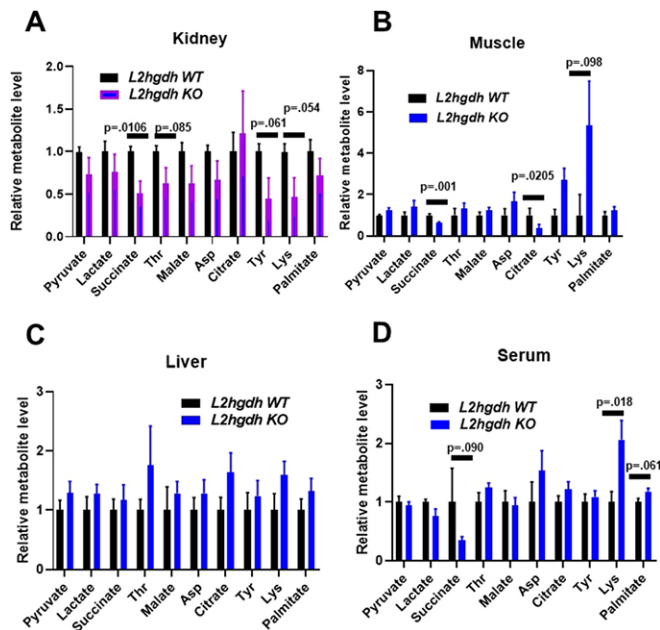 A
Kidney
Relative metabolite level
1.5
1.0
0.5
0.0
L2hgdh WT
L2hgdh KO
p=.0106
p=.085
p=.061
p=.054
Pyruvate
Lactate
Succinate
Thr
Malate
Asp
Citrate
Tyr
Lys
Palmitate
B
Muscle
Relative metabolite level
8
6
4
2
0
L2hgdh WT
L2hgdh KO
p=.098
p=.001
p=.0205
Pyruvate
Lactate
Succinate
Thr
Malate
Asp
Citrate
Tyr
Lys
Palmitate
C
Liver
Relative metabolite level
3
2
1
0
L2hgdh WT
L2hgdh KO
Pyruvate
Lactate
Succinate
Thr
Malate
Asp
Citrate
Tyr
Lys
Palmitate
D
Serum
Relative metabolite level
3
2
1
0
L2hgdh WT
L2hgdh KO
p=.018
p=.090
p=.061
Pyruvate
Lactate
Succinate
Thr
Malate
Asp
Citrate
Tyr
Lys
Palmitate